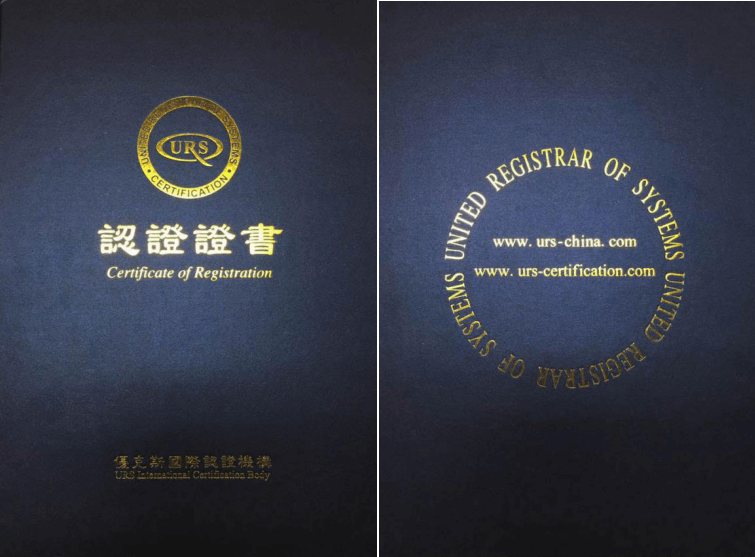 UNITED REGISTRAR OF SYSTEMS
URS
• CERTIFICATION •
認證證書
Certificate of Registration
優克斯國際認證機構
URS International Certification Body
UNITED REGISTRAR OF SYSTEMS UNITED REGISTRAR OF SYSTEMS
www. urs-china. com
www. urs-certification.com